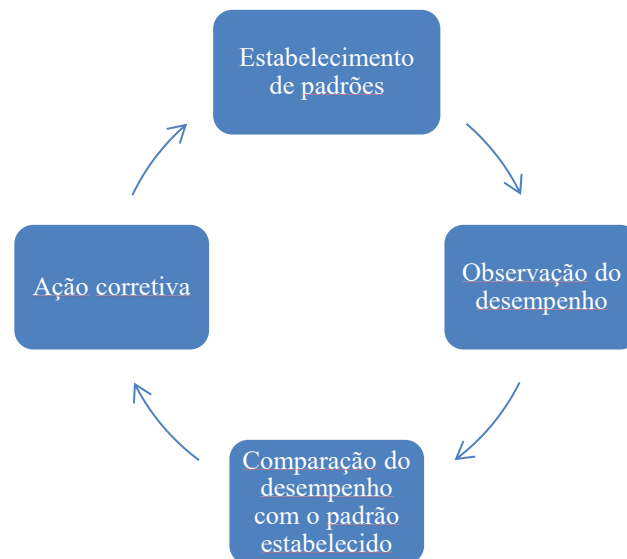 Estabelecimento
de padrões
Observação do
desempenho
Comparação do
desempenho
com o padrão
estabelecido
Ação corretiva